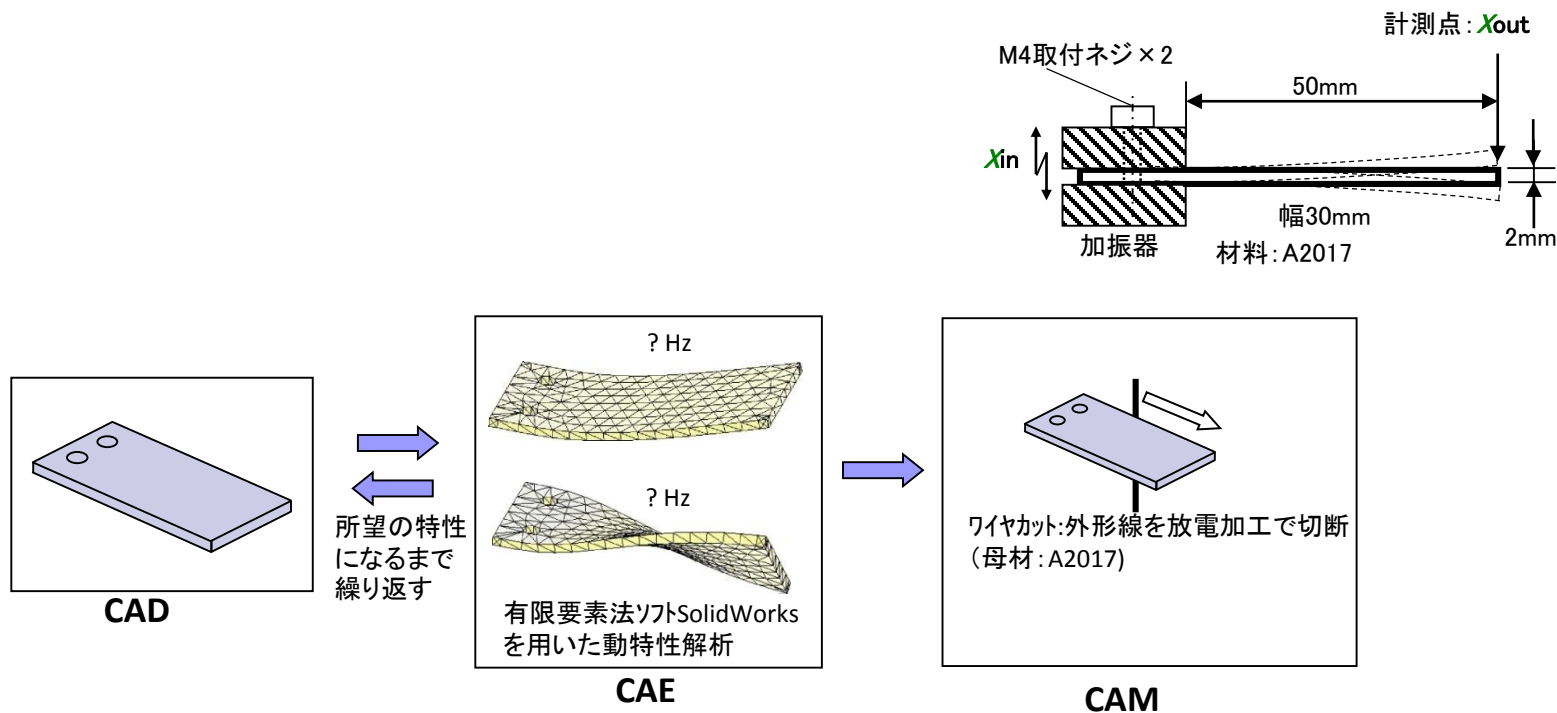 計測点：Xout
M4取付ネジ×2
50mm
Xin
幅30mm
2mm
加振器
材料：A2017
? Hz
? Hz
所望の特性
になるまで
繰り返す
有限要素法ソフトSolidWorks
を用いた動特性解析
ワイヤカット:外形線を放電加工で切断
（母材：A2017)
CAD
CAE
CAM